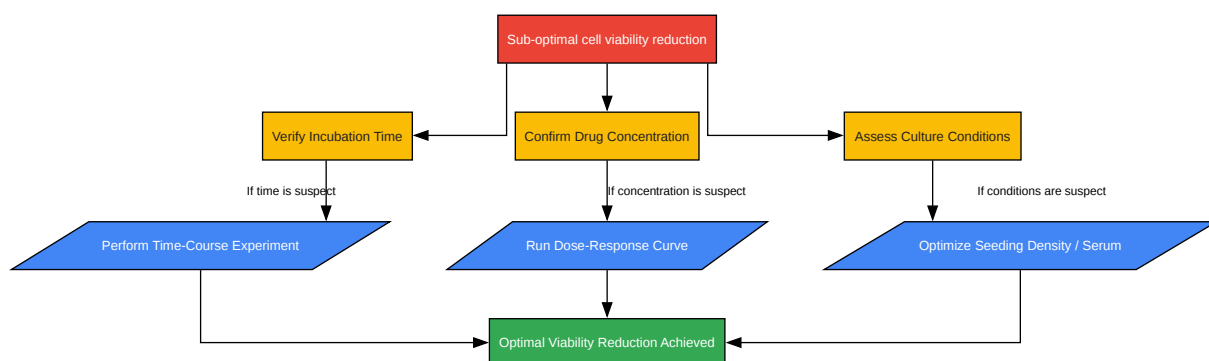 Sub-optimal cell viability reduction
Verify Incubation Time
Confirm Drug Concentration
Assess Culture Conditions
If time is suspect
If concentration is suspect
If conditions are suspect
Perform Time-Course Experiment
Run Dose-Response Curve
Optimize Seeding Density / Serum
Optimal Viability Reduction Achieved